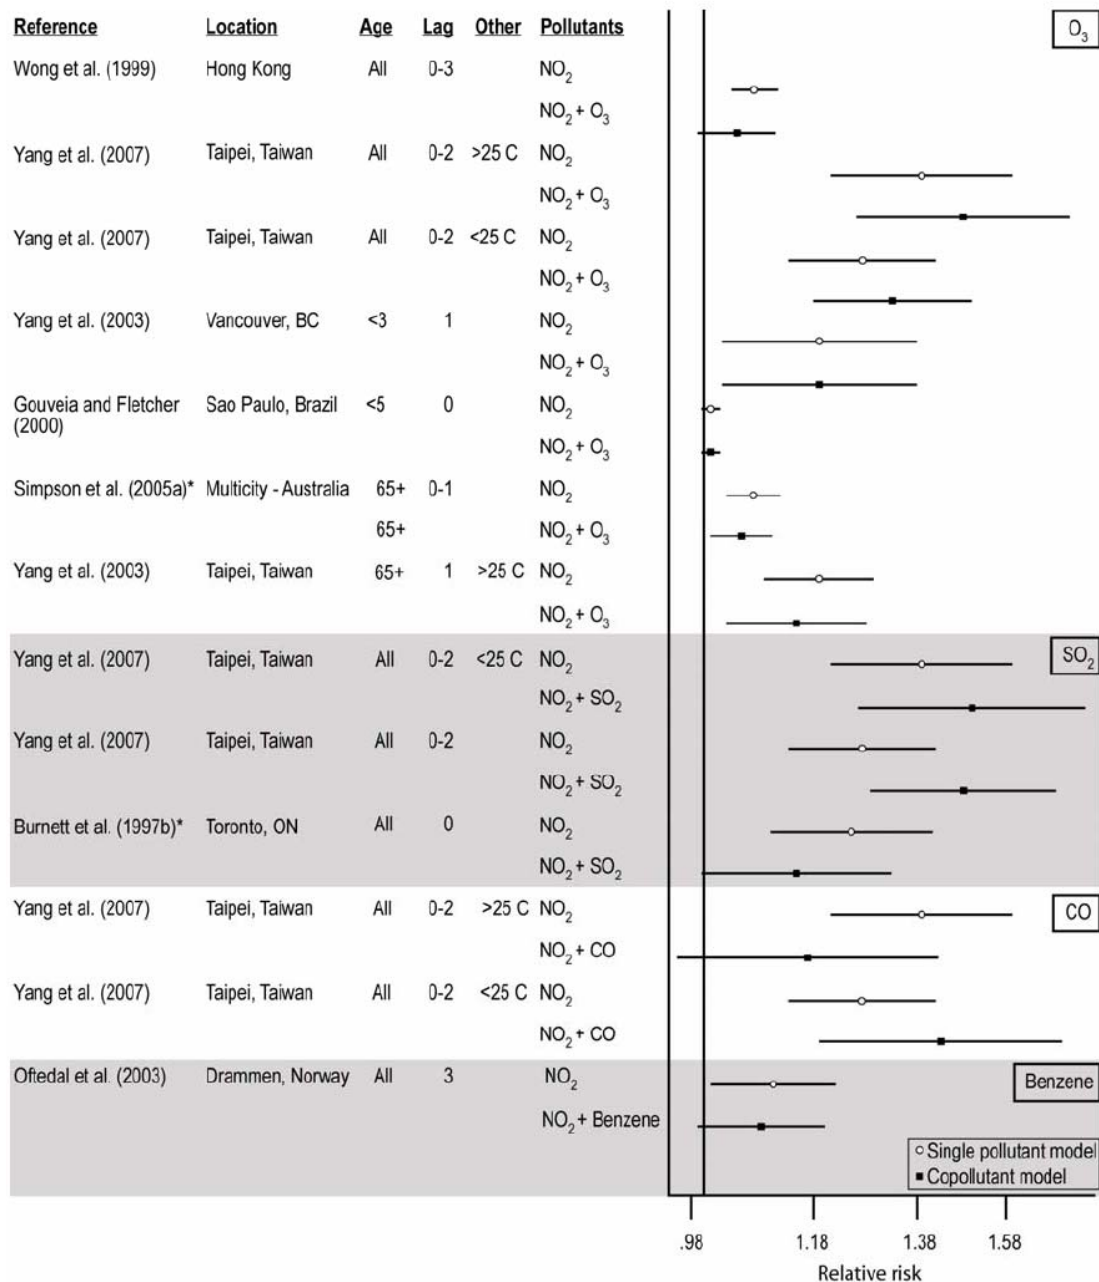 Reference Location Age Lag Other Pollutants
O3
Wong et al. (1999) Hong Kong All 0-3 NO2
NO2 + O3
Yang et al. (2007) Taipei, Taiwan All 0-2 >25 C NO2
NO2 + O3
Yang et al. (2007) Taipei, Taiwan All 0-2 <25 C NO2
NO2 + O3
Yang et al. (2003) Vancouver, BC <3 1 NO2
NO2 + O3
Gouveia and Fletcher Sao Paulo, Brazil <5 0 NO2
(2000)
NO2 + O3
Simpson et al. (2005a)* Multicity - Australia 65+ 0-1 NO2
65+ NO2 + O3
Yang et al. (2003) Taipei, Taiwan 65+ 1 >25 C NO2
NO2 + O3
Yang et al. (2007) Taipei, Taiwan All 0-2 <25 C NO2 SO2
NO2 + SO2
Yang et al. (2007) Taipei, Taiwan All 0-2 NO2
NO2 + SO2
Burnett et al. (1997b)* Toronto, ON All 0 NO2
NO2 + SO2
Yang et al. (2007) Taipei, Taiwan All 0-2 >25 C NO2 CO
NO2 + CO
Yang et al. (2007) Taipei, Taiwan All 0-2 <25 C NO2
NO2 + CO
Oftedal et al. (2003) Drammen, Norway All 3 NO2 Benzene
NO2 + Benzene
Single pollutant model
Copollutant model
.98 1.18 1.38 1.58
Relative risk